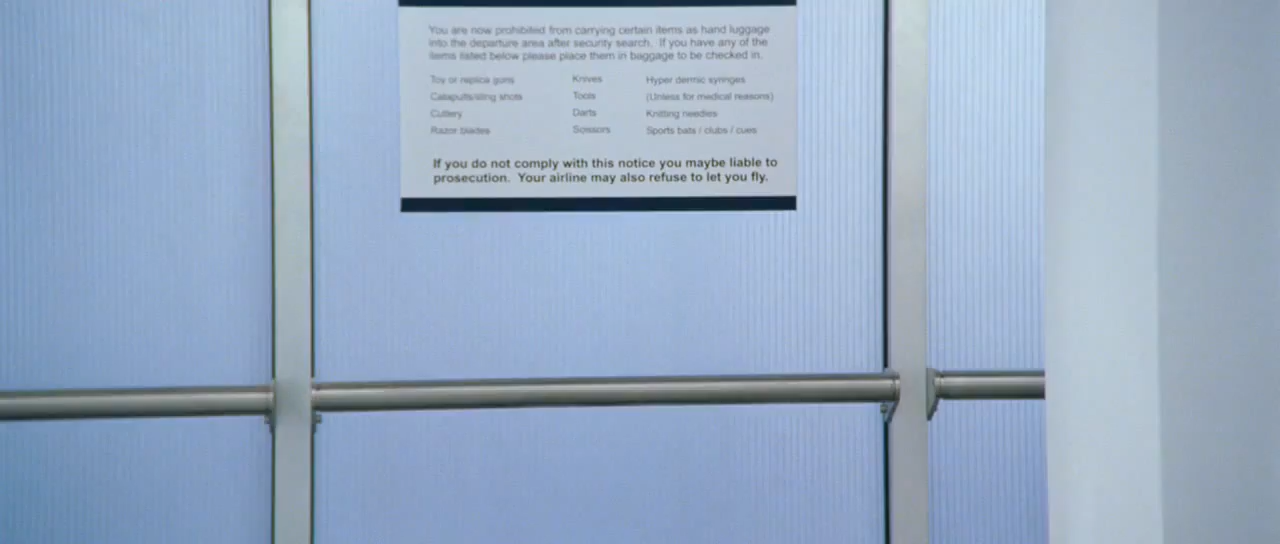 You are now prohibited from carrying certain items as hand luggage
into the departure area after security search. If you have any of the
items listed below please place them in baggage to be checked in.
Toy or replica guns Knives Hyper dermic syringes
Catapults/sling shots Tools (Unless for medical reasons)
Cutlery Darts Knitting needles
Razor blades Scissors Sports bats / clubs / cues
If you do not comply with this notice you maybe liable to
prosecution. Your airline may also refuse to let you fly.